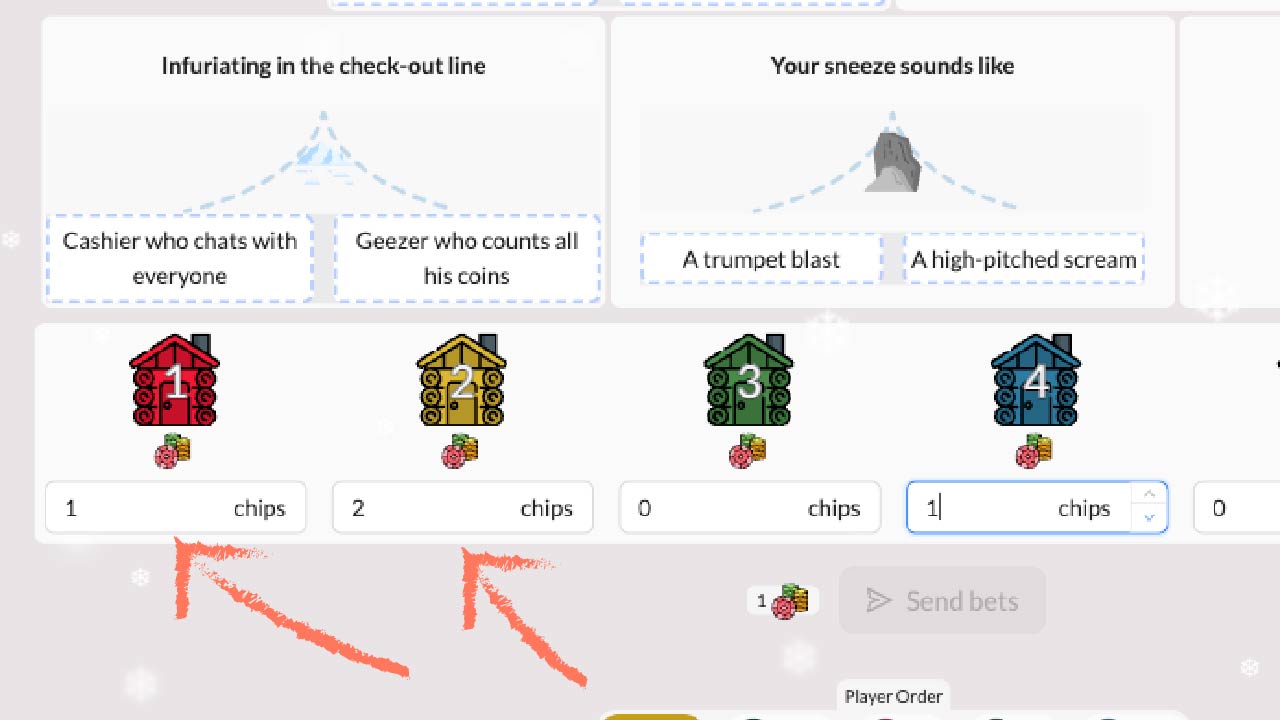 Infuriating in the check-out line
Your sneeze sounds like
Cashier who chats with
everyone
Geezer who counts all
his coins
A trumpet blast
A high-pitched scream
1
2
3
4
1 chips
2 chips
0 chips
1 chips
0
1
Send bets
Player Order